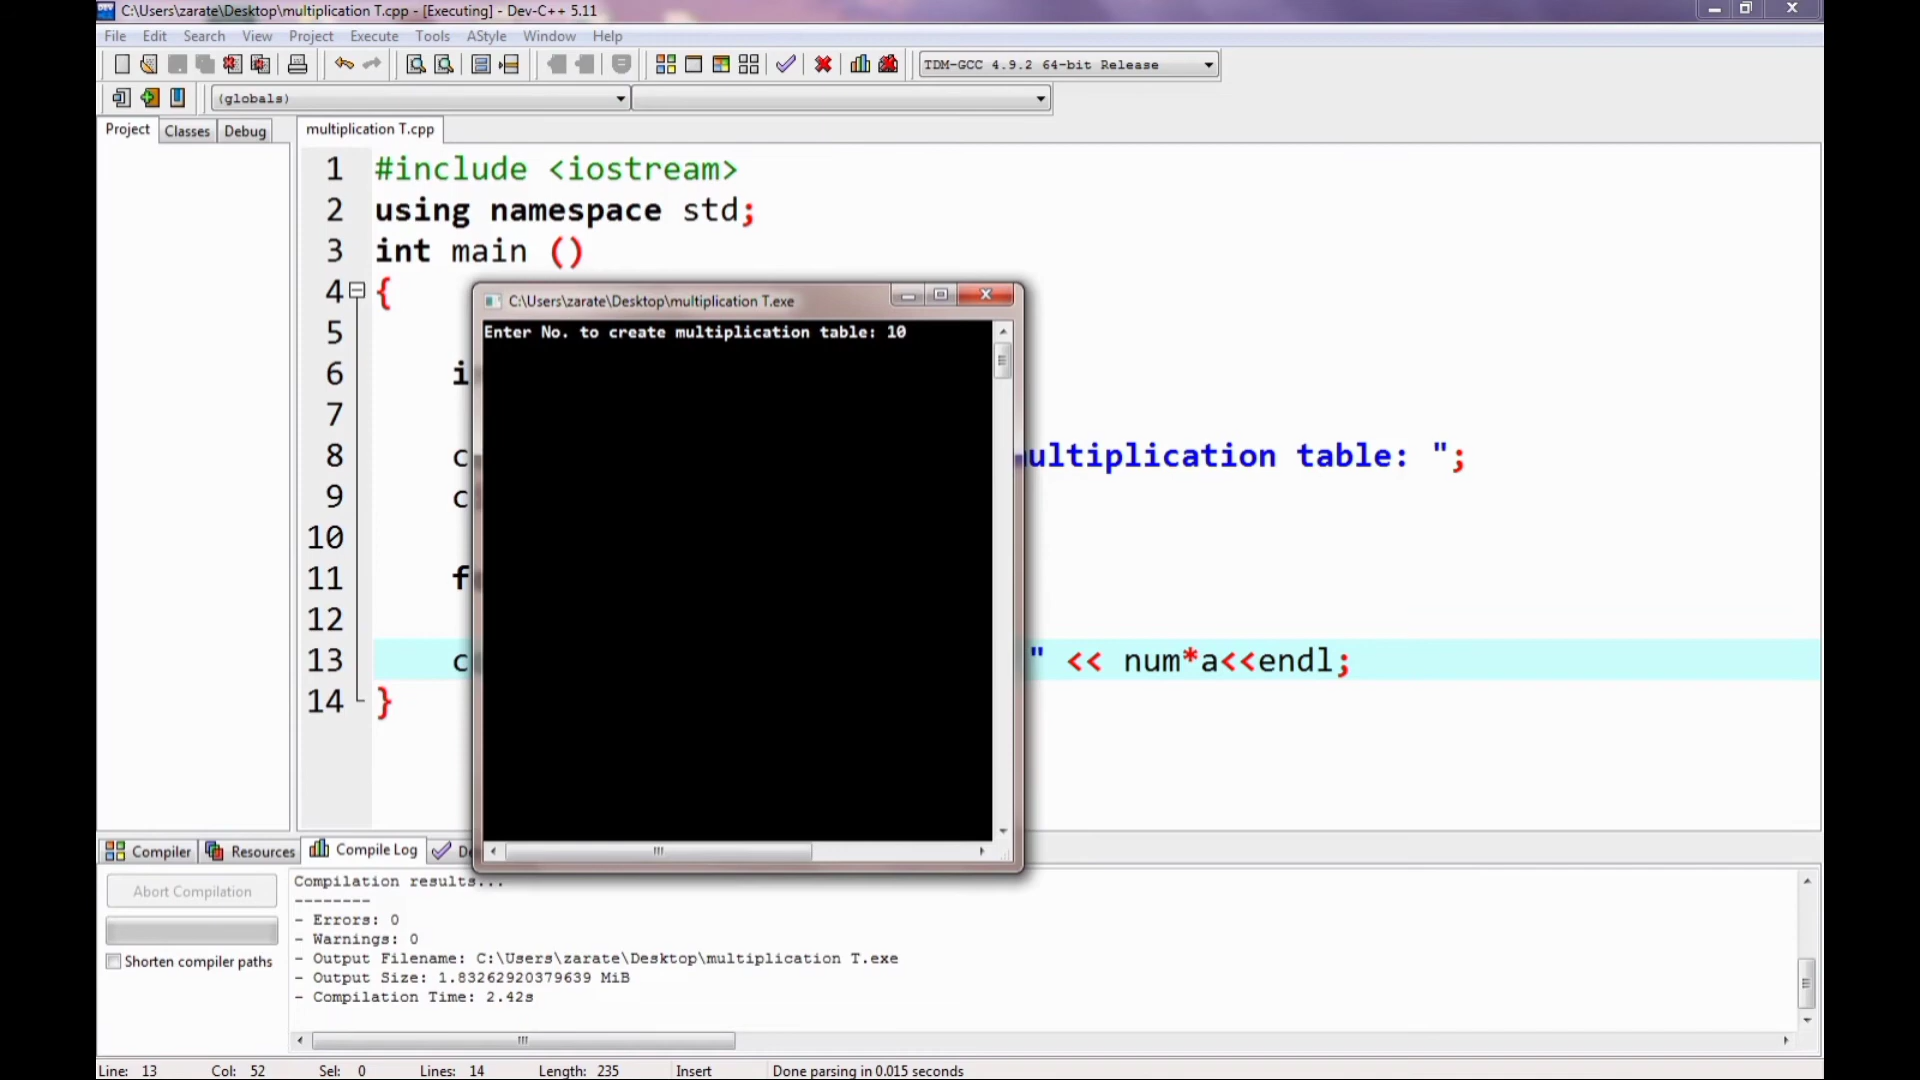 C:\Users\zarate\Desktop\multiplication T.cpp - [Executing] - Dev-C++ 5.11
File Edit Search View Project Execute Tools AStyle Window Help
TDM-GCC 4.9.2 64-bit Release
(globals)
Project Classes Debug
multiplication T.cpp
1 #include <iostream>
2 using namespace std;
3 int main ()
4 {
5
6 i
7
8 c ultiplication table: ";
9 c
10
11 f
12
13 c " << num*a<<endl;
14 }
C:\Users\zarate\Desktop\multiplication T.exe
Enter No. to create multiplication table: 10
Compiler Resources Compile Log De
Abort Compilation
Shorten compiler paths
Compilation results...
--------
- Errors: 0
- Warnings: 0
- Output Filename: C:\Users\zarate\Desktop\multiplication T.exe
- Output Size: 1.83262920379639 MiB
- Compilation Time: 2.42s
Line: 13 Col: 52 Sel: 0 Lines: 14 Length: 235 Insert Done parsing in 0.015 seconds